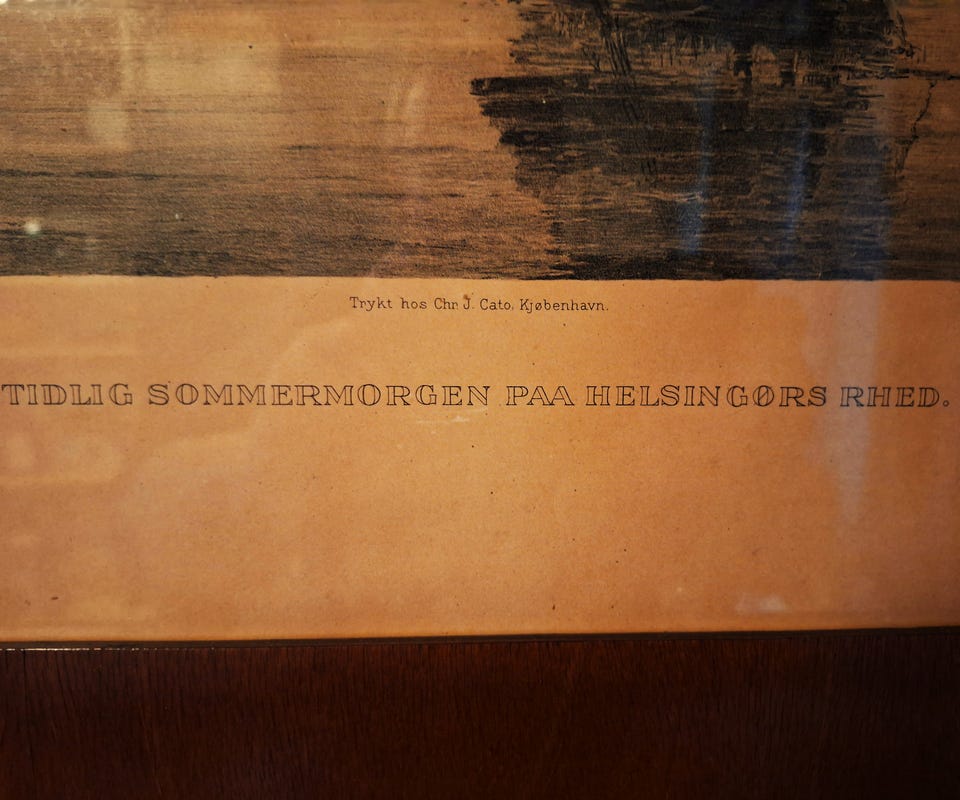 Trykt hos Chr. J. Cato, Kjøbenhavn.
TIDLIG SOMMERMORGEN PAA HELSINGØRS RHED.